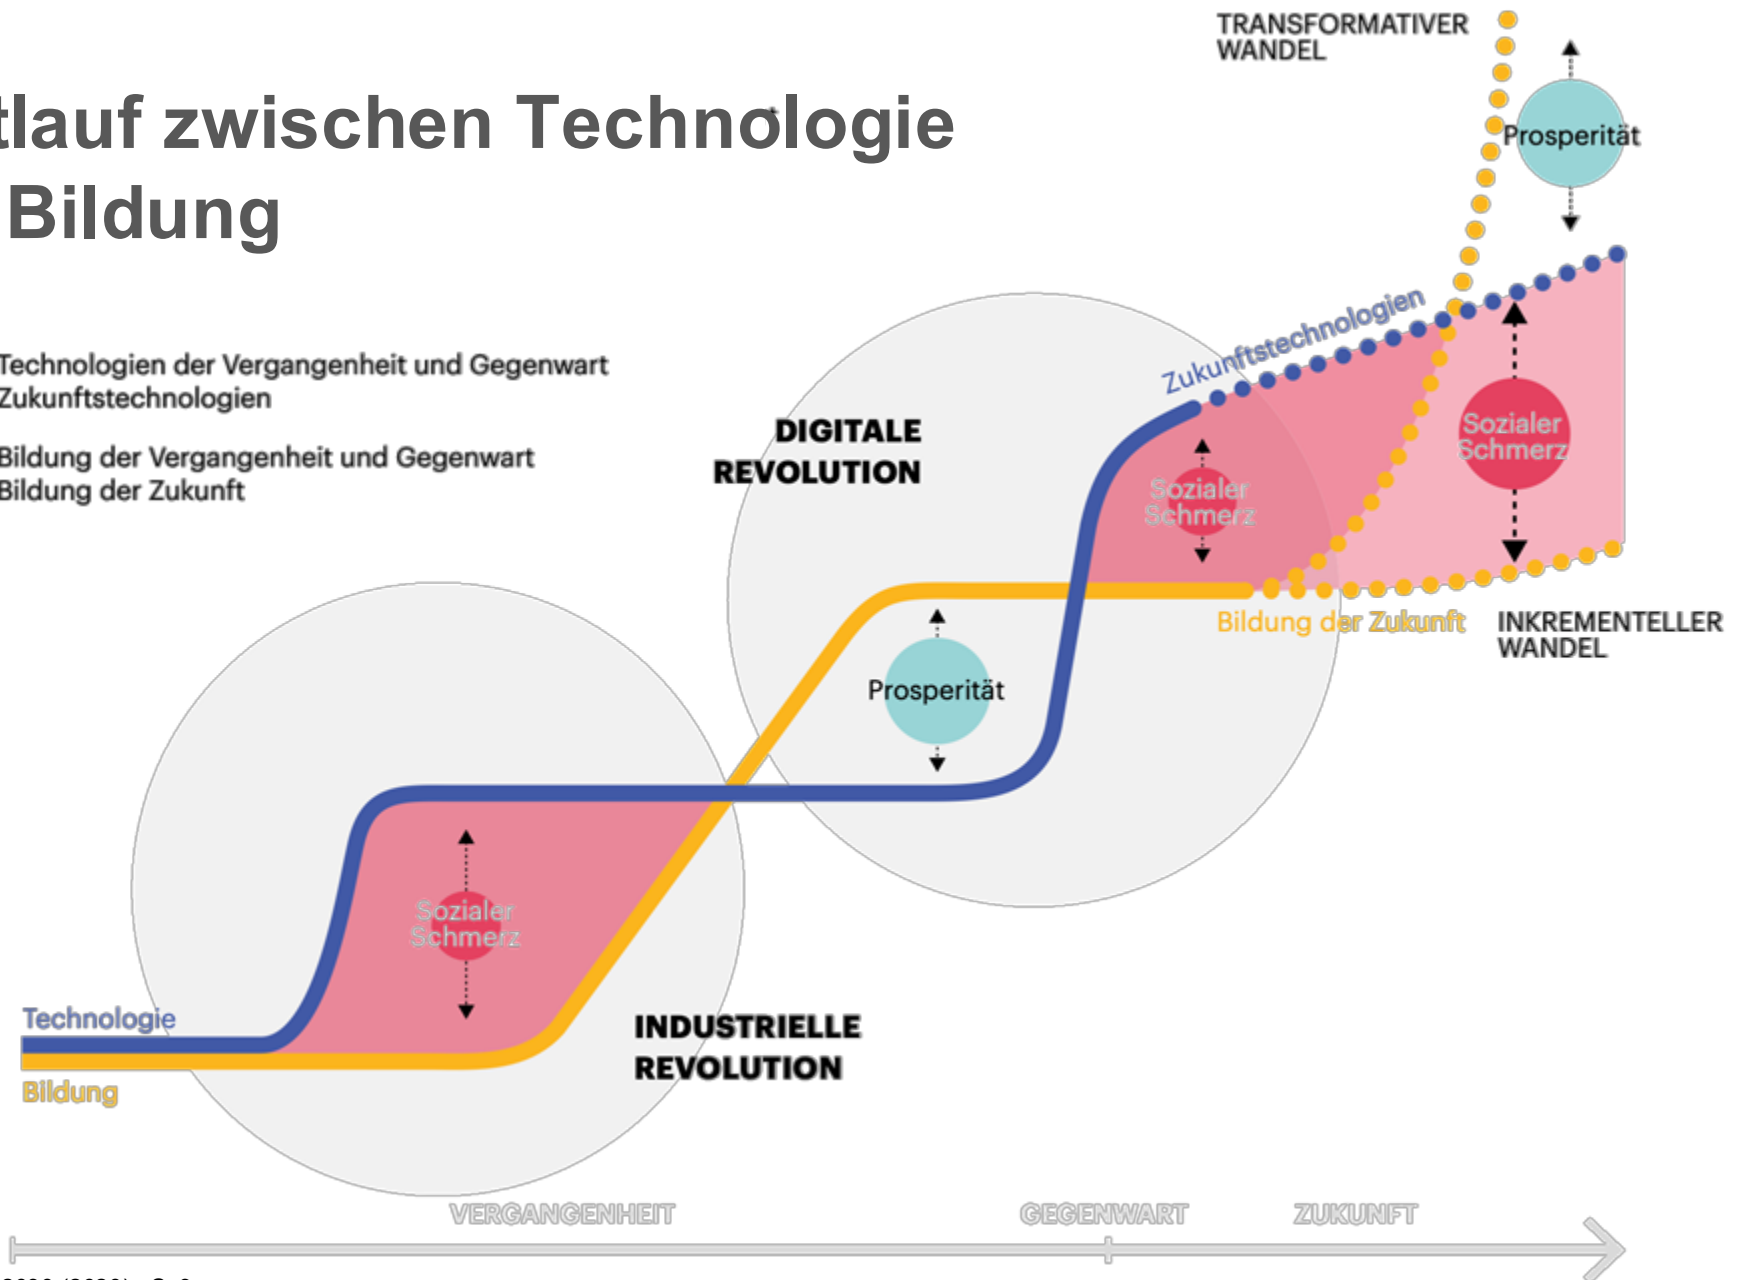 tlauf zwischen Technologie
Bildung
TRANSFORMATIVER
WANDEL
Prosperität
Technologien der Vergangenheit und Gegenwart
Zukunftstechnologien
Bildung der Vergangenheit und Gegenwart
Bildung der Zukunft
Zukunftstechnologien
DIGITALE
REVOLUTION
Sozialer
Schmerz
Sozialer
Schmerz
Bildung der Zukunft
INKREMENTELLER
WANDEL
Prosperität
Sozialer
Schmerz
Technologie
Bildung
INDUSTRIELLE
REVOLUTION
VERGANGENHEIT
GEGENWART
ZUKUNFT